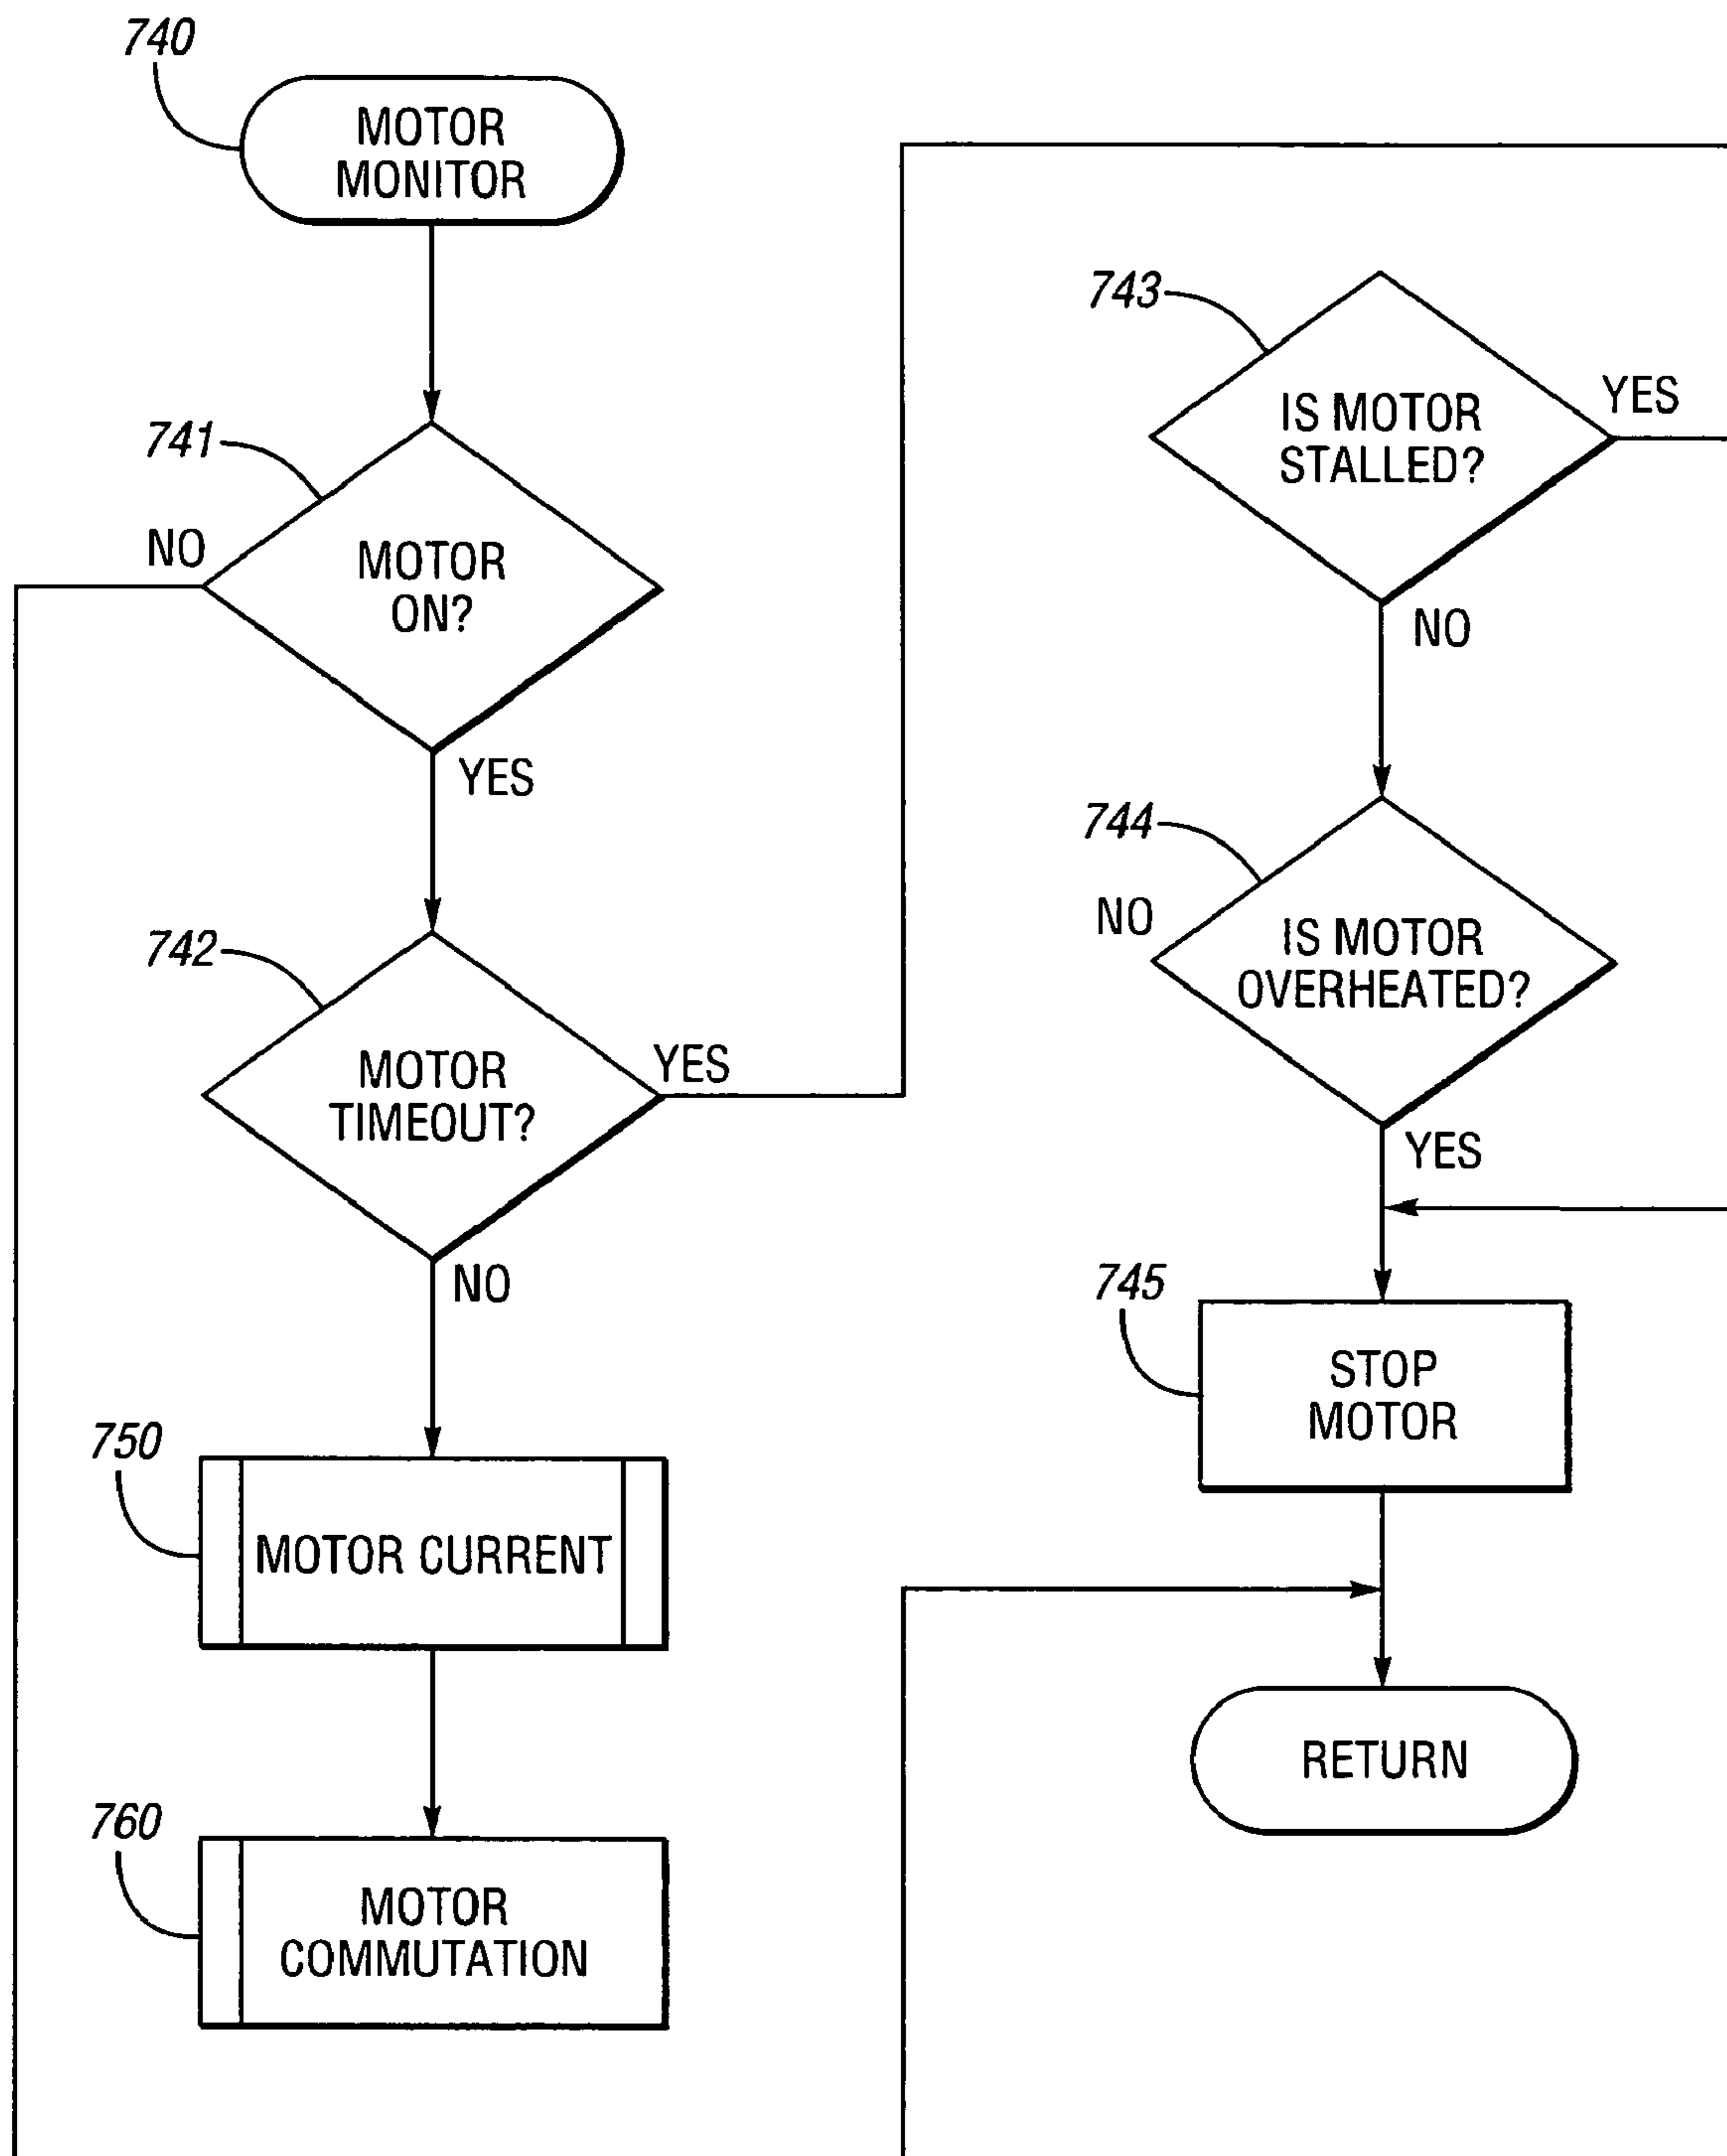 740
MOTOR
MONITOR
741
NO
MOTOR
ON?
YES
742
MOTOR
TIMEOUT?
YES
NO
750
MOTOR CURRENT
760
MOTOR
COMMUTATION
743
IS MOTOR
STALLED?
YES
NO
744
NO
IS MOTOR
OVERHEATED?
YES
745
STOP
MOTOR
RETURN